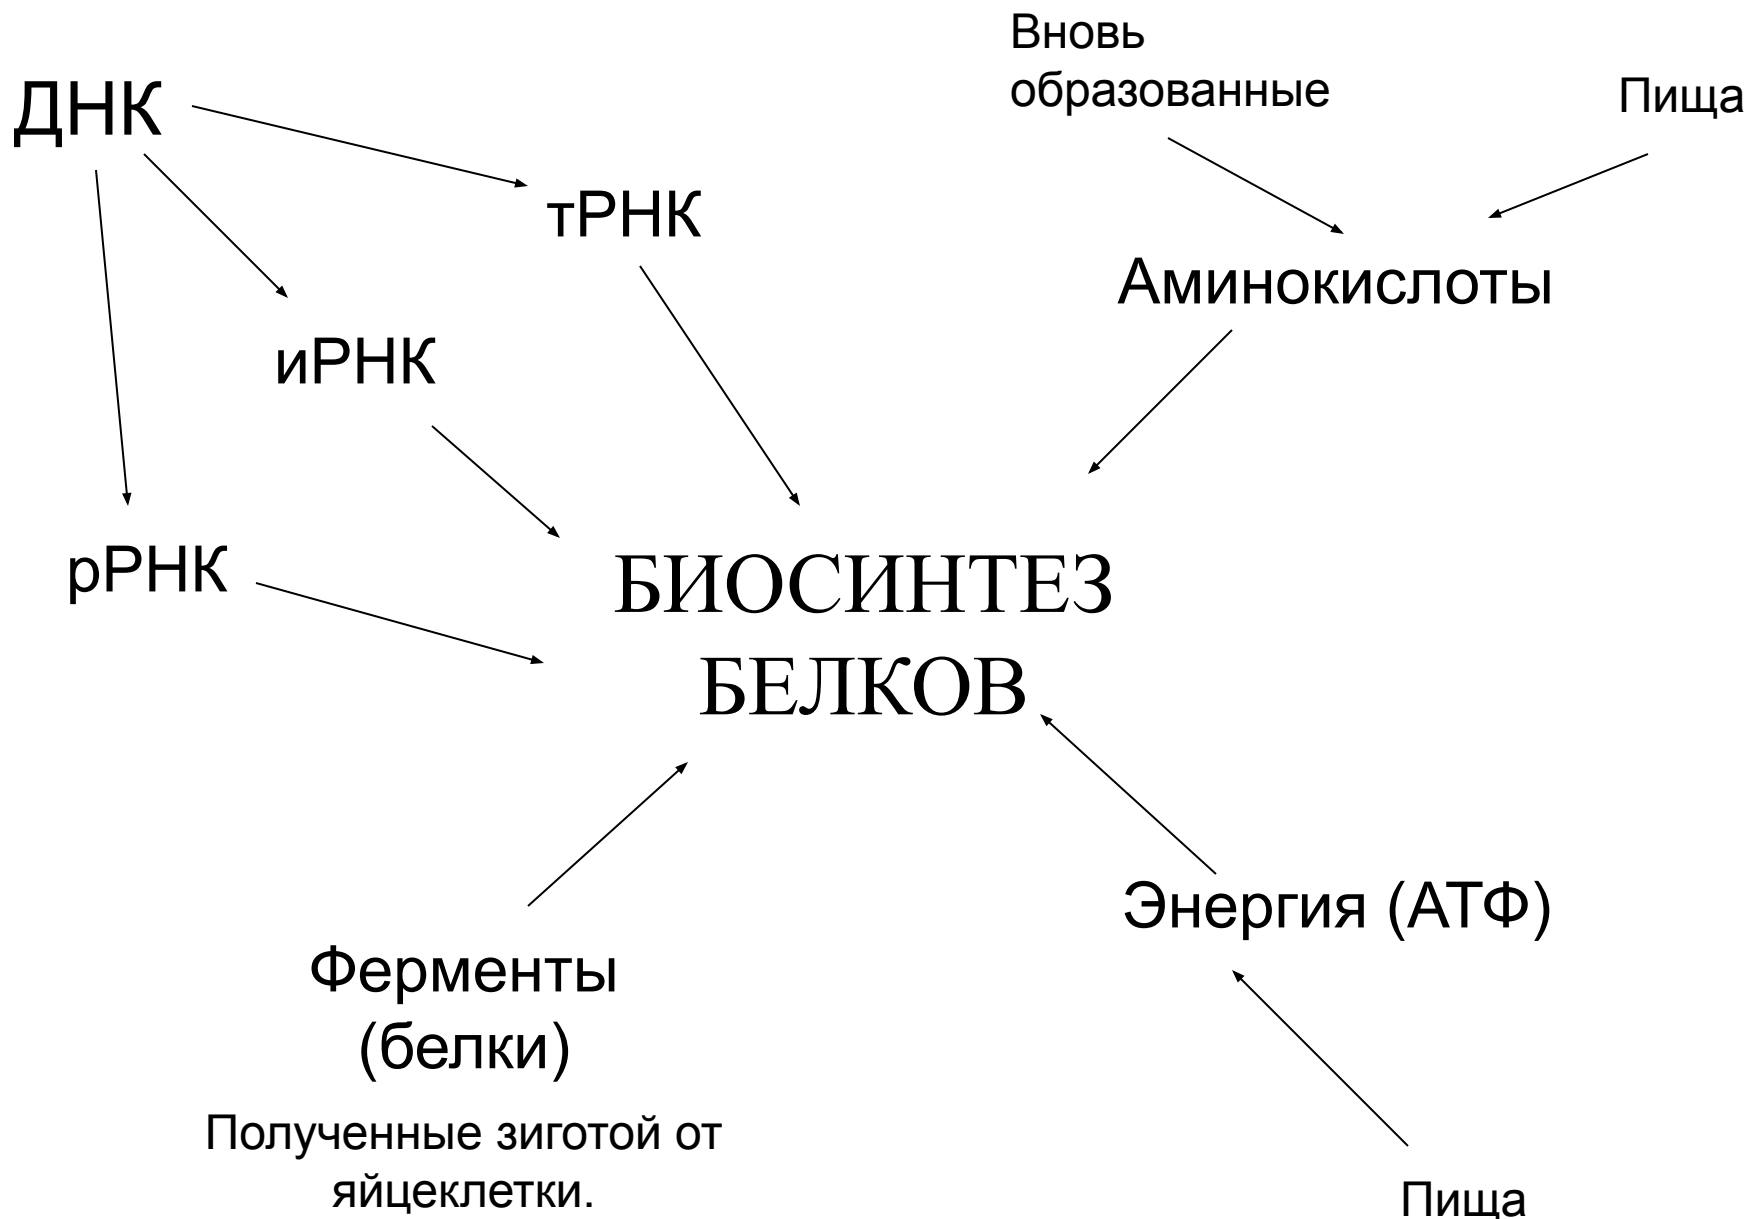 Вновь
образованные
Пища
ДНК
тРНК
Аминокислоты
иРНК
рРНК
БИОСИНТЕЗ
БЕЛКОВ
Энергия (АТФ)
Ферменты
(белки)
Полученные зиготой от
яйцеклетки.
Пища